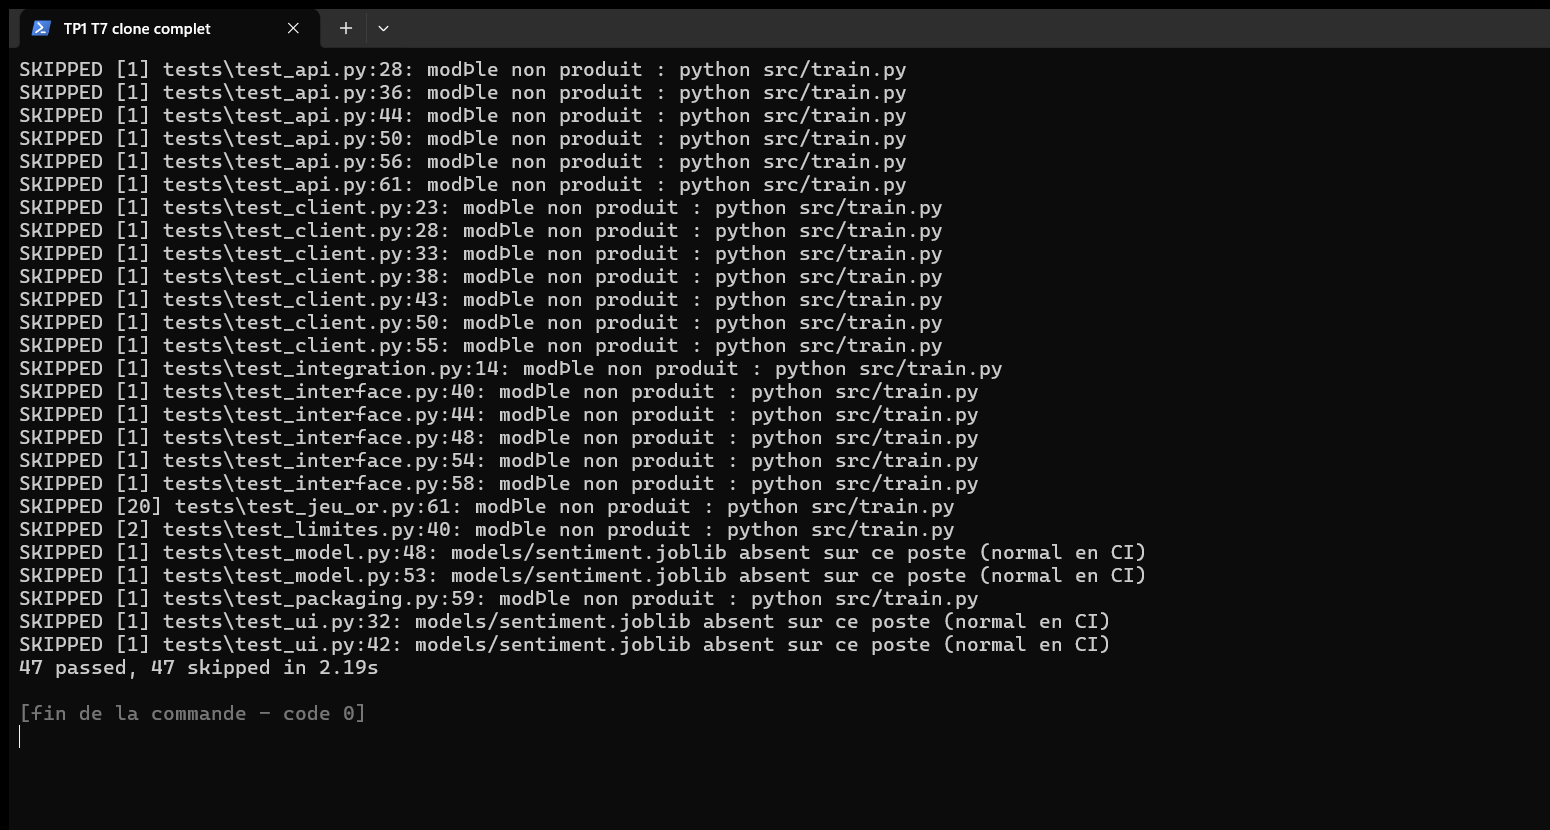 TP1 T7 clone complet
SKIPPED [1] tests\test_api.py:28: modÞle non produit : python src/train.py
SKIPPED [1] tests\test_api.py:36: modÞle non produit : python src/train.py
SKIPPED [1] tests\test_api.py:44: modÞle non produit : python src/train.py
SKIPPED [1] tests\test_api.py:50: modÞle non produit : python src/train.py
SKIPPED [1] tests\test_api.py:56: modÞle non produit : python src/train.py
SKIPPED [1] tests\test_api.py:61: modÞle non produit : python src/train.py
SKIPPED [1] tests\test_client.py:23: modÞle non produit : python src/train.py
SKIPPED [1] tests\test_client.py:28: modÞle non produit : python src/train.py
SKIPPED [1] tests\test_client.py:33: modÞle non produit : python src/train.py
SKIPPED [1] tests\test_client.py:38: modÞle non produit : python src/train.py
SKIPPED [1] tests\test_client.py:43: modÞle non produit : python src/train.py
SKIPPED [1] tests\test_client.py:50: modÞle non produit : python src/train.py
SKIPPED [1] tests\test_client.py:55: modÞle non produit : python src/train.py
SKIPPED [1] tests\test_integration.py:14: modÞle non produit : python src/train.py
SKIPPED [1] tests\test_interface.py:40: modÞle non produit : python src/train.py
SKIPPED [1] tests\test_interface.py:44: modÞle non produit : python src/train.py
SKIPPED [1] tests\test_interface.py:48: modÞle non produit : python src/train.py
SKIPPED [1] tests\test_interface.py:54: modÞle non produit : python src/train.py
SKIPPED [1] tests\test_interface.py:58: modÞle non produit : python src/train.py
SKIPPED [20] tests\test_jeu_or.py:61: modÞle non produit : python src/train.py
SKIPPED [2] tests\test_limites.py:40: modÞle non produit : python src/train.py
SKIPPED [1] tests\test_model.py:48: models/sentiment.joblib absent sur ce poste (normal en CI)
SKIPPED [1] tests\test_model.py:53: models/sentiment.joblib absent sur ce poste (normal en CI)
SKIPPED [1] tests\test_packaging.py:59: modÞle non produit : python src/train.py
SKIPPED [1] tests\test_ui.py:32: models/sentiment.joblib absent sur ce poste (normal en CI)
SKIPPED [1] tests\test_ui.py:42: models/sentiment.joblib absent sur ce poste (normal en CI)
47 passed, 47 skipped in 2.19s
[fin de la commande — code 0]